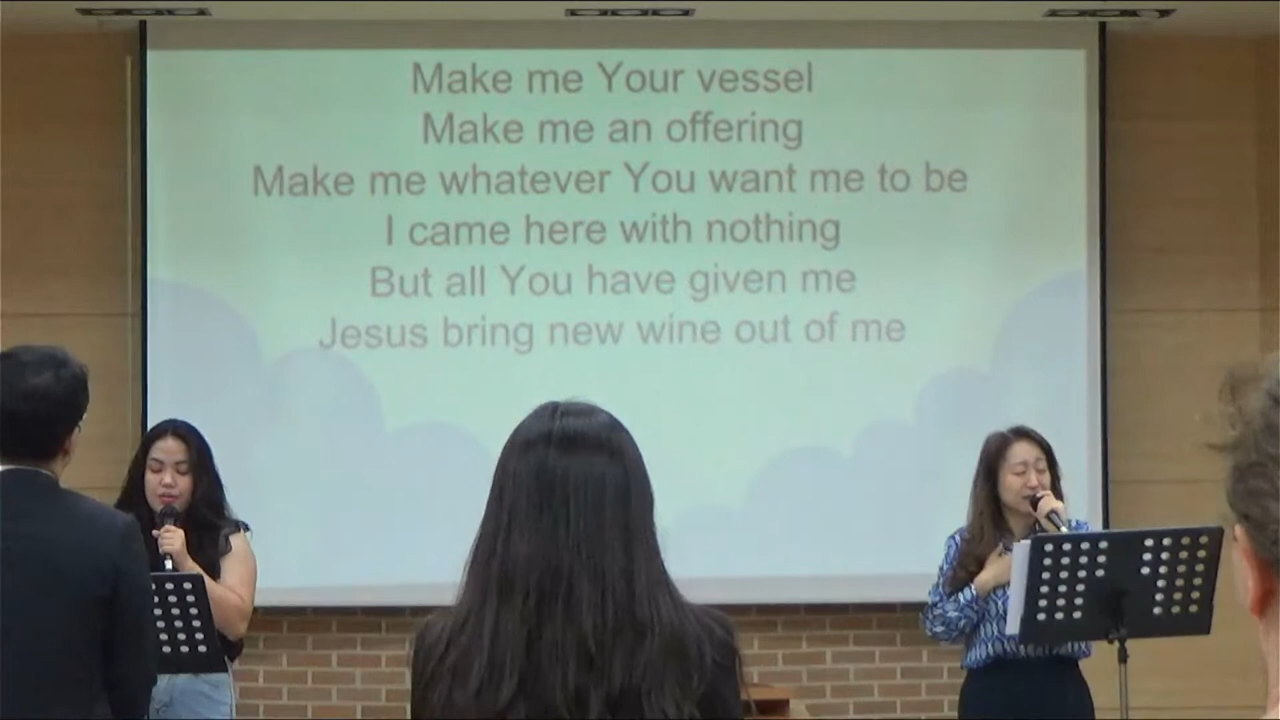 Make me Your vessel
Make me an offering
Make me whatever You want me to be
I came here with nothing
But all You have given me
Jesus bring new wine out of me